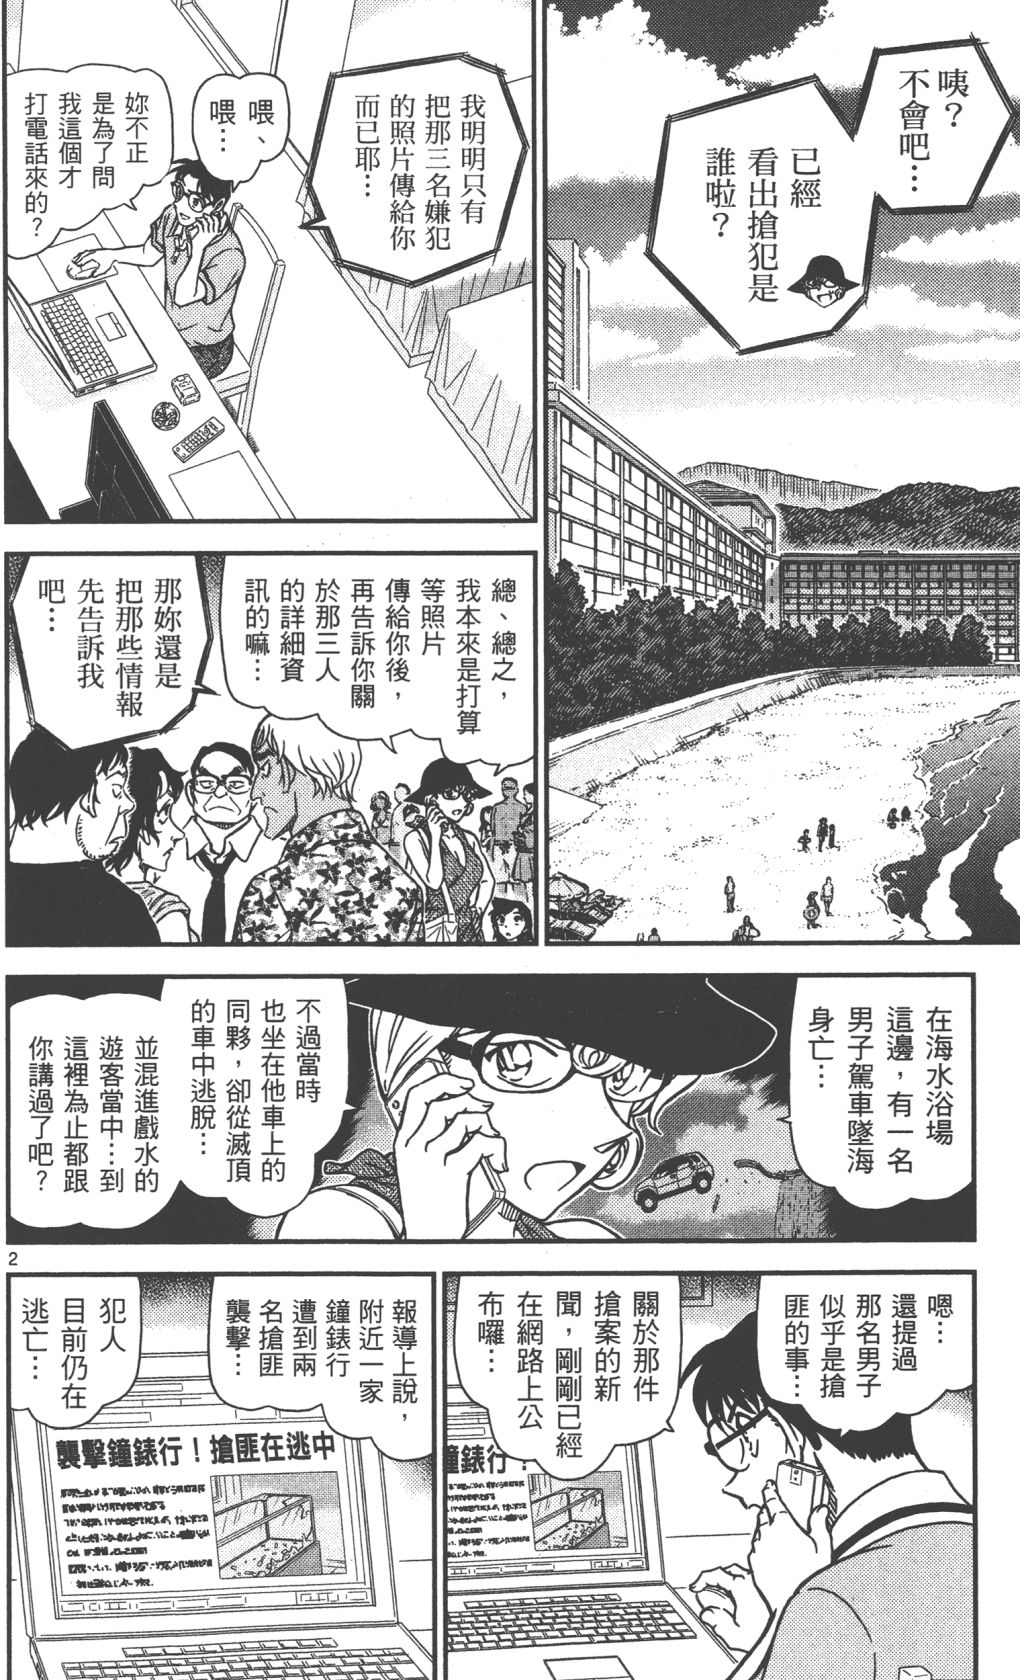 咦？
不會吧…
已經
看出搶犯是
誰啦？
我明明只有
把那三名嫌犯
的照片傳給你
而已耶…
喂、
喂…
妳不正
是為了問
我這個才
打電話來的？
總、總之，
我本來是打算
等照片
傳給你後，
再告訴你關
於那三人
的詳細資
訊的嘛…
那妳還是
把那些情報
先告訴我
吧…
在海水浴場
這邊，有一名
男子駕車墜海
身亡…
不過當時
也坐在他車上的
同夥，卻從滅頂
的車中逃脫…
並混進戲水的
遊客當中…到
這裡為止都跟
你講過了吧？
2
嗯…
還提過
那名男子
似乎是搶
匪的事…
關於那件
搶案的新
聞，剛剛已經
在網路上公
布囉…
錶行！
報導上說，
附近一家
鐘錶行
遭到兩
名搶匪
襲擊…
犯人
目前仍在
逃亡…
襲擊鐘錶行！搶匪在逃中